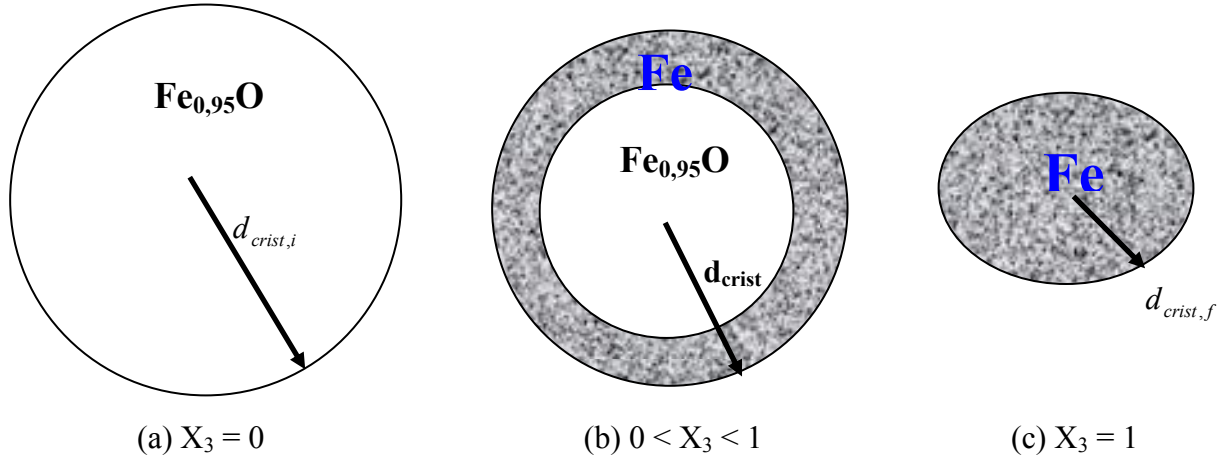 Fe0,95O
dcrist,i
(a) X3 = 0
Fe
Fe0,95O
dcrist
(b) 0 < X3 < 1
Fe
dcrist,f
(c) X3 = 1